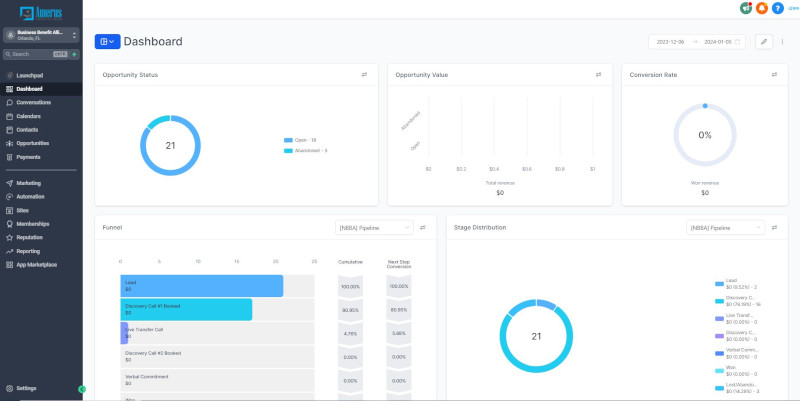 Amerus
Business Benefit Alli...
Orlando, FL
Search
ctrl K
Launchpad
Dashboard
Conversations
Calendars
Contacts
Opportunities
Payments
Marketing
Automation
Sites
Memberships
Reputation
Reporting
App Marketplace
Settings
Dashboard
2023-12-06 → 2024-01-05
Opportunity Status
21
Open - 18
Abandoned - 3
Opportunity Value
Abandoned
Open
$0 $0.2 $0.4 $0.6 $0.8 $1
Total revenue
$0
Conversion Rate
0%
Won revenue
$0
Funnel
[NBBA] Pipeline
0 5 10 15 20 25
Cumulative
Next Step
Conversion
Lead
$0
100.00% 100.00%
Discovery Call #1 Booked
$0
80.95% 80.95%
Live Transfer Call
$0
4.76% 5.88%
Discovery Call #2 Booked
$0
0.00% 0.00%
Verbal Commitment
$0
0.00% 0.00%
Won
Stage Distribution
[NBBA] Pipeline
21
Lead
$0 (9.52%) - 2
Discovery C...
$0 (76.19%) - 16
Live Transf...
$0 (0.00%) - 0
Discovery C...
$0 (0.00%) - 0
Verbal Commi...
$0 (0.00%) - 0
Won
$0 (0.00%) - 0
Lost/Abando...
$0 (14.29%) - 3